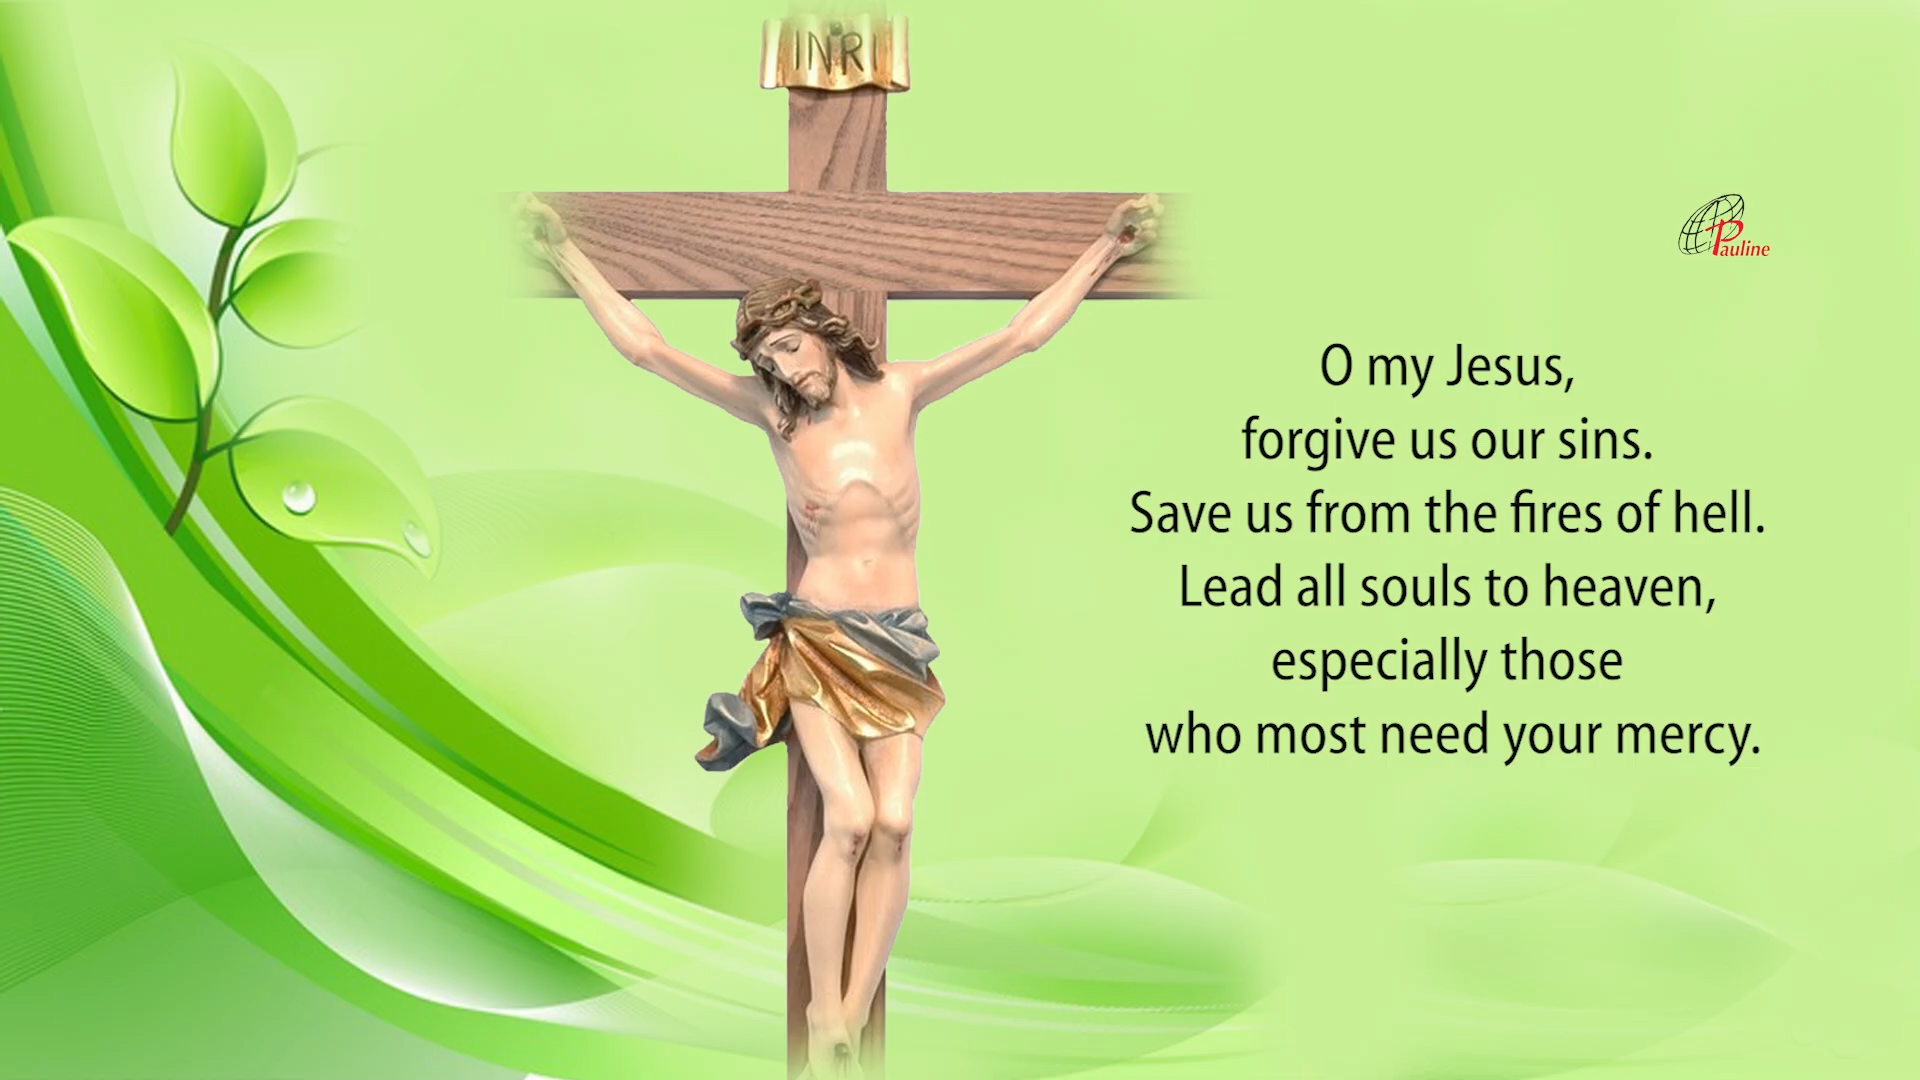 INRI
Pauline
O my Jesus,
forgive us our sins.
Save us from the fires of hell.
Lead all souls to heaven,
especially those
who most need your mercy.